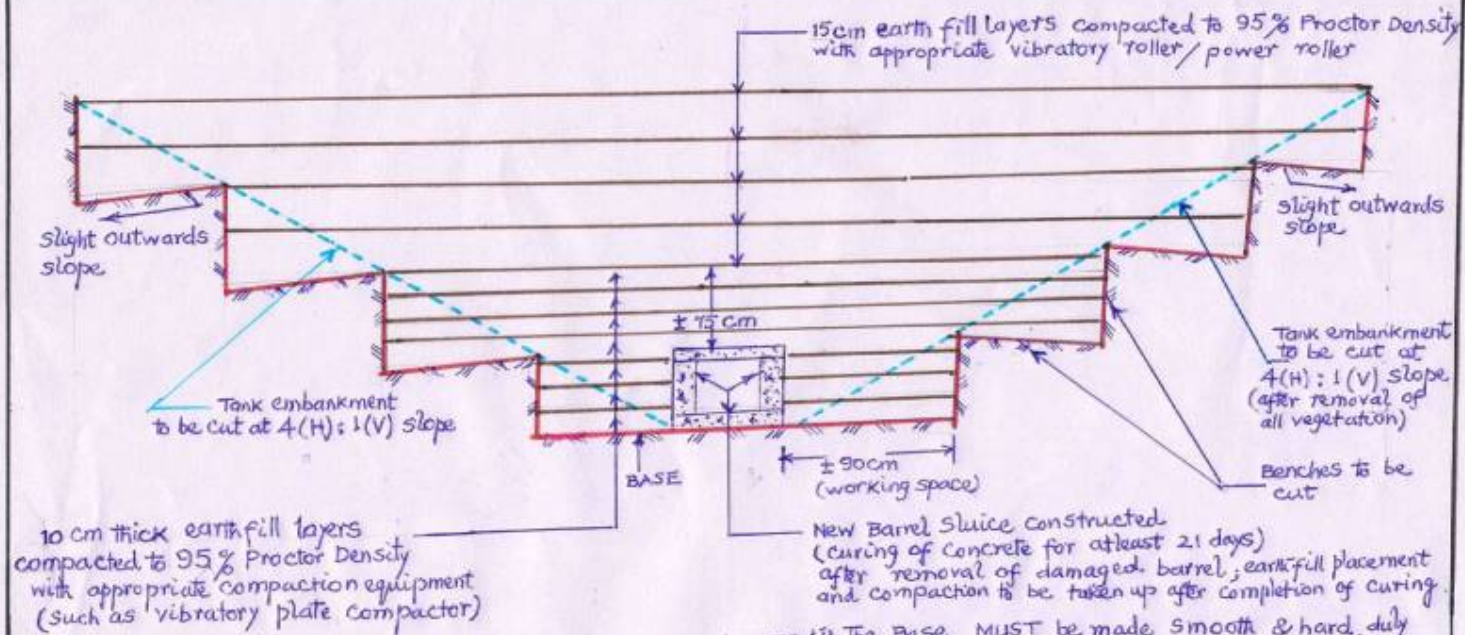 15cm earth fill layers compacted to 95% Proctor Density
with appropriate vibratory roller/power roller
Slight outwards
slope
Slight outwards
slope
± 75 cm
Tank embankment
to be cut at 4(H):1(V) slope
Tank embankment
to be cut at
4(H):1(V) slope
(after removal of
all vegetation)
BASE
± 90cm
(working space)
Benches to be
cut
10 cm thick earthfill layers
compacted to 95% Proctor Density
with appropriate compaction equipment
(such as vibratory plate compactor)
New Barrel Sluice constructed
(curing of concrete for atleast 21 days)
after removal of damaged barrel; earthfill placement
and compaction to be taken up after completion of curing
The Base MUST be made smooth & hard duly